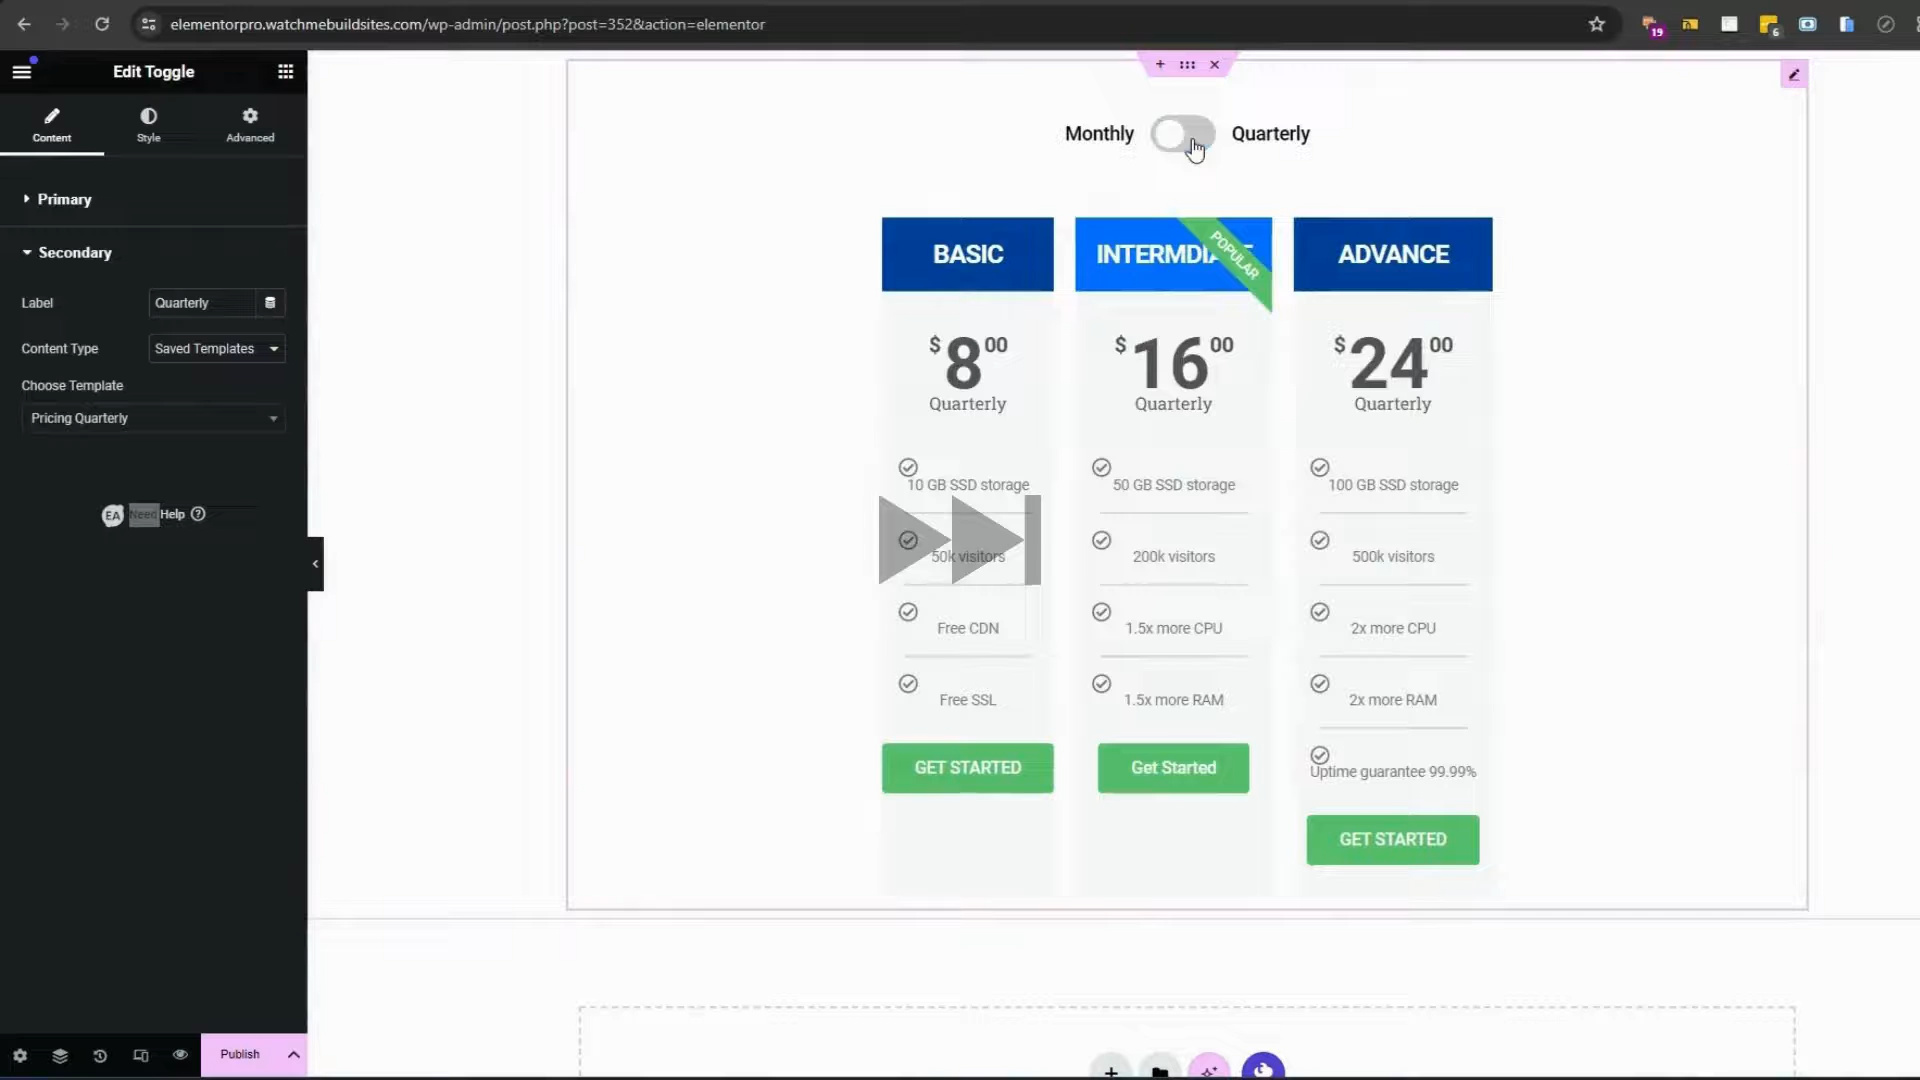 elementorpro.watchmebuildsites.com/wp-admin/post.php?post=352&action=elementor
19
6
Edit Toggle
Content
Style
Advanced
Primary
Secondary
Label
Quarterly
Content Type
Saved Templates
Choose Template
Pricing Quarterly
EA Need Help ?
Publish
Monthly
Quarterly
BASIC
$8 00
Quarterly
10 GB SSD storage
50k visitors
Free CDN
Free SSL
GET STARTED
POPULAR
$16 00
Quarterly
50 GB SSD storage
200k visitors
1.5x more CPU
1.5x more RAM
Get Started
ADVANCE
$24 00
Quarterly
100 GB SSD storage
500k visitors
2x more CPU
2x more RAM
Uptime guarantee 99.99%
GET STARTED